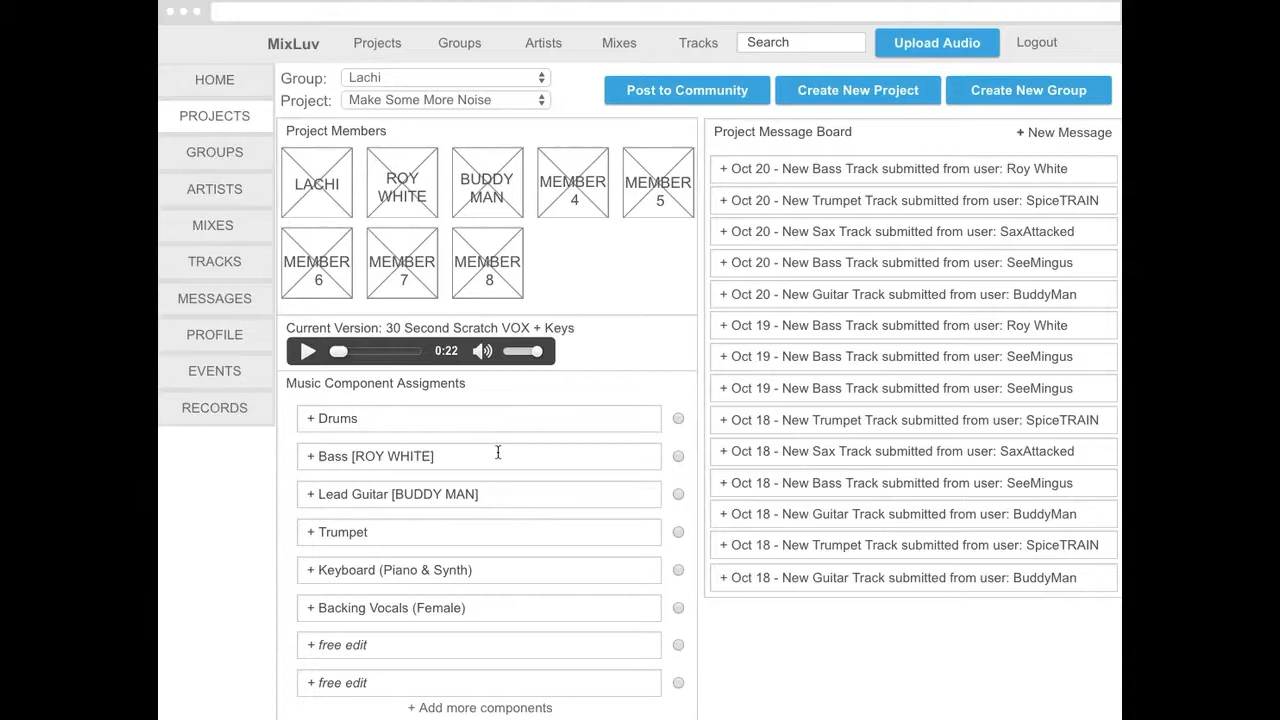 MixLuv Projects Groups Artists Mixes Tracks Search Upload Audio Logout
HOME
PROJECTS
GROUPS
ARTISTS
MIXES
TRACKS
MESSAGES
PROFILE
EVENTS
RECORDS
Group: Lachi
Project: Make Some More Noise
Post to Community Create New Project Create New Group
Project Members
LACHI
ROY
WHITE
BUDDY
MAN
MEMBER
4
MEMBER
5
MEMBER
6
MEMBER
7
MEMBER
8
Current Version: 30 Second Scratch VOX + Keys
0:22
Music Component Assigments
+ Drums
+ Bass [ROY WHITE]
+ Lead Guitar [BUDDY MAN]
+ Trumpet
+ Keyboard (Piano & Synth)
+ Backing Vocals (Female)
+ free edit
+ free edit
+ Add more components
Project Message Board + New Message
+ Oct 20 - New Bass Track submitted from user: Roy White
+ Oct 20 - New Trumpet Track submitted from user: SpiceTRAIN
+ Oct 20 - New Sax Track submitted from user: SaxAttacked
+ Oct 20 - New Bass Track submitted from user: SeeMingus
+ Oct 20 - New Guitar Track submitted from user: BuddyMan
+ Oct 19 - New Bass Track submitted from user: Roy White
+ Oct 19 - New Bass Track submitted from user: SeeMingus
+ Oct 19 - New Bass Track submitted from user: SeeMingus
+ Oct 18 - New Trumpet Track submitted from user: SpiceTRAIN
+ Oct 18 - New Sax Track submitted from user: SaxAttacked
+ Oct 18 - New Bass Track submitted from user: SeeMingus
+ Oct 18 - New Guitar Track submitted from user: BuddyMan
+ Oct 18 - New Trumpet Track submitted from user: SpiceTRAIN
+ Oct 18 - New Guitar Track submitted from user: BuddyMan